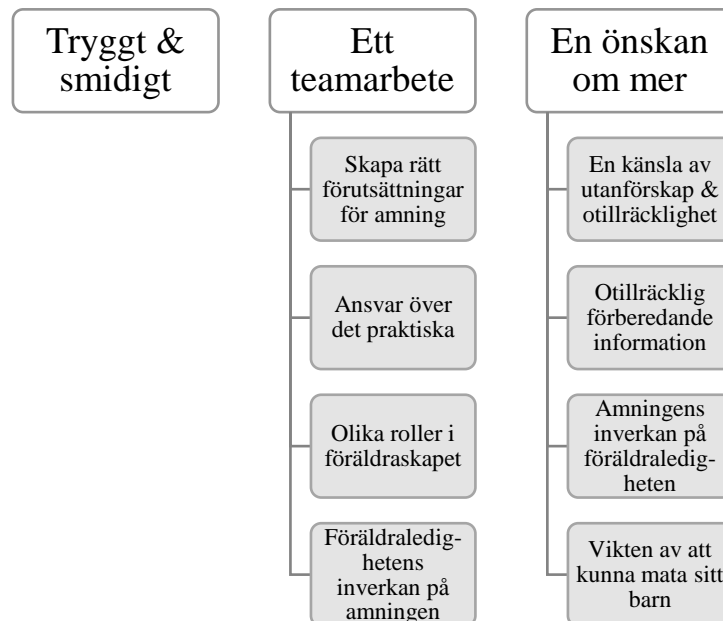 Tryggt &
smidigt
Ett
teamarbete
Skapa rätt
förutsättningar
för amning
Ansvar över
det praktiska
Olika roller i
föräldraskapet
Föräldraledig-
hetens
inverkan på
amningen
En önskan
om mer
En känsla av
utanförskap &
otillräcklighet
Otillräcklig
förberedande
information
Amningens
inverkan på
föräldraledig-
heten
Vikten av att
kunna mata sitt
barn